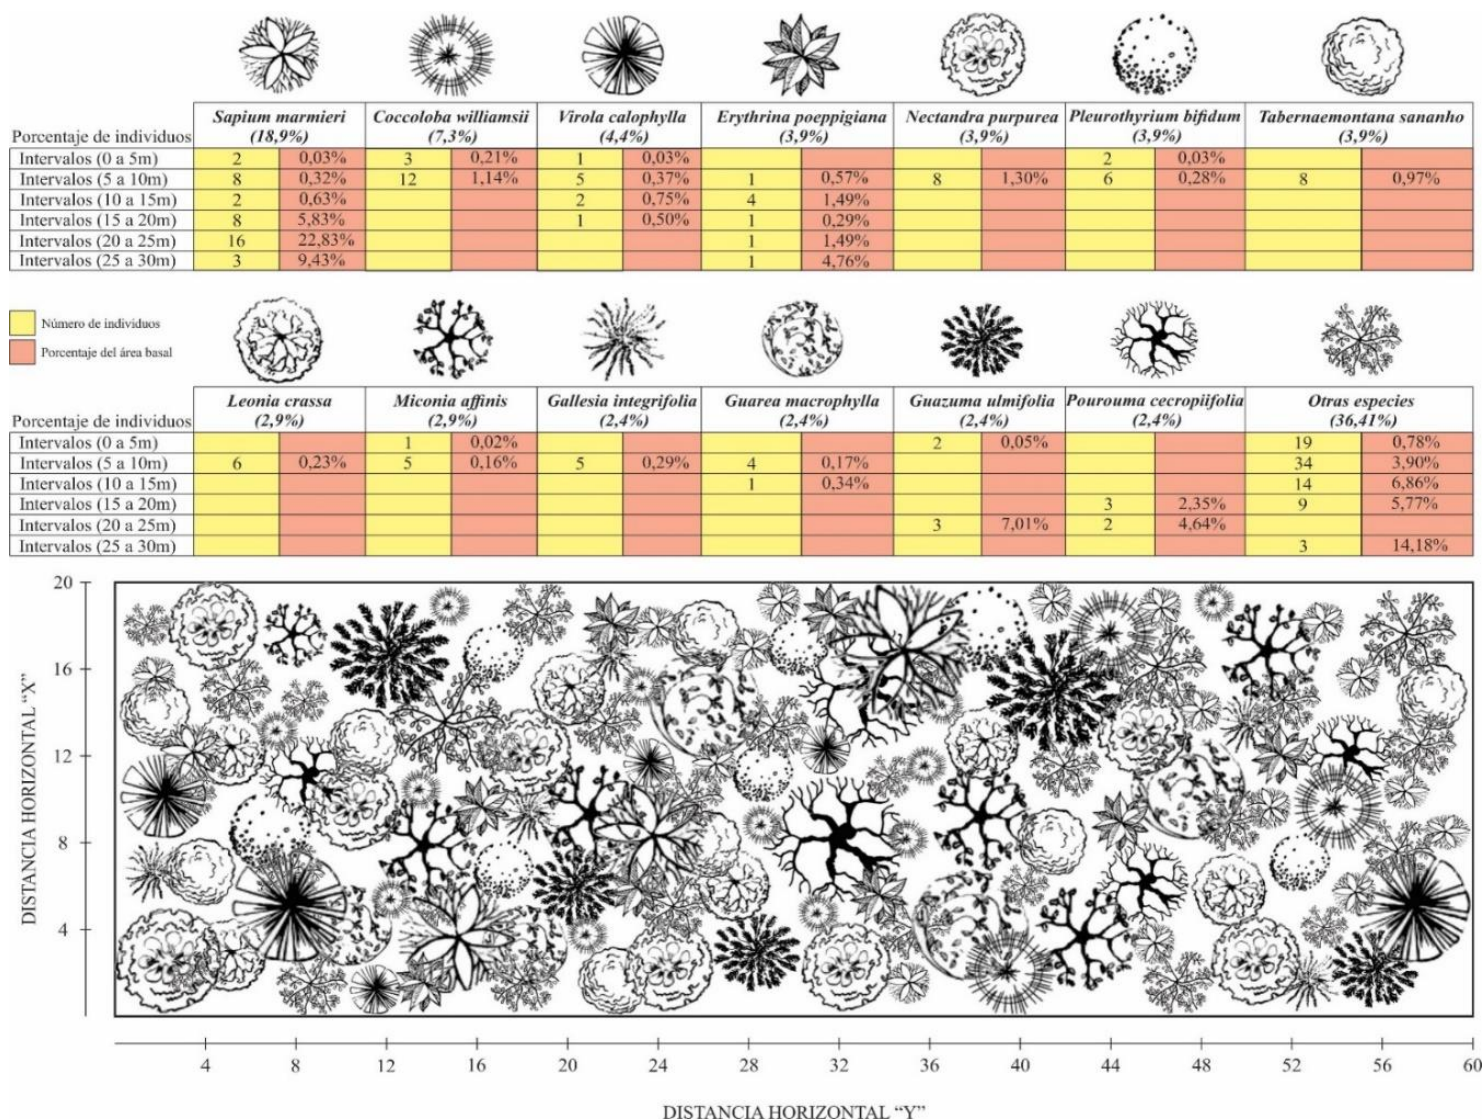 Porcentaje de individuos Sapium marmieri (18,9%) Coccoloba williamsii (7,3%) Virola calophylla (4,4%) Erythrina poeppigiana (3,9%) Nectandra purpurea (3,9%) Pleurothyrium bifidum (3,9%) Tabernaemontana sananho (3,9%)
Intervalos (0 a 5m) 2 0,03% 3 0,21% 1 0,03% 2 0,03%
Intervalos (5 a 10m) 8 0,32% 12 1,14% 5 0,37% 1 0,57% 8 1,30% 6 0,28% 8 0,97%
Intervalos (10 a 15m) 2 0,63% 2 0,75% 4 1,49%
Intervalos (15 a 20m) 8 5,83% 1 0,50% 1 0,29%
Intervalos (20 a 25m) 16 22,83% 1 1,49%
Intervalos (25 a 30m) 3 9,43% 1 4,76%
Número de individuos
Porcentaje del área basal
Porcentaje de individuos Leonia crassa (2,9%) Miconia affinis (2,9%) Gallesia integrifolia (2,4%) Guarea macrophylla (2,4%) Guazuma ulmifolia (2,4%) Pourouma cecropiifolia (2,4%) Otras especies (36,41%)
Intervalos (0 a 5m) 1 0,02% 2 0,05% 19 0,78%
Intervalos (5 a 10m) 6 0,23% 5 0,16% 5 0,29% 4 0,17% 34 3,90%
Intervalos (10 a 15m) 1 0,34% 14 6,86%
Intervalos (15 a 20m) 3 2,35% 9 5,77%
Intervalos (20 a 25m) 3 7,01% 2 4,64%
Intervalos (25 a 30m) 3 14,18%
DISTANCIA HORIZONTAL “X”
20
16
12
8
4
4 8 12 16 20 24 28 32 36 40 44 48 52 56 60
DISTANCIA HORIZONTAL “Y”